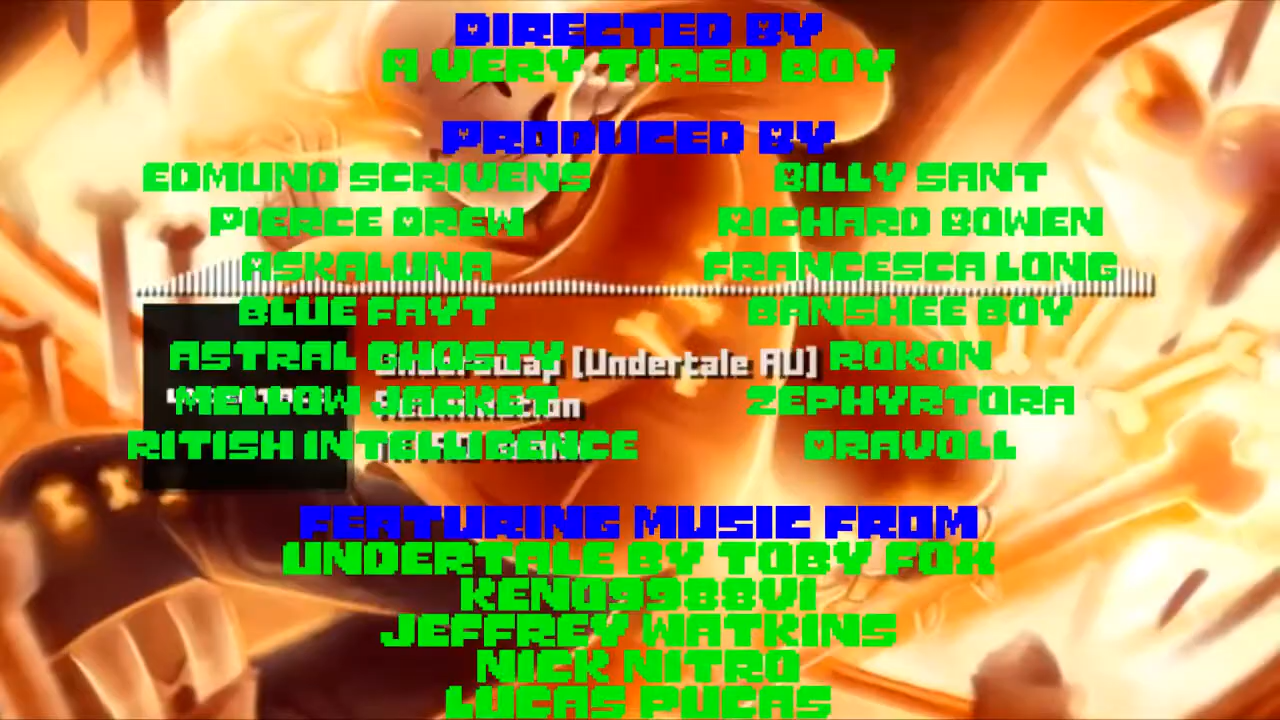 DIRECTED BY
A VERY TIRED BOY
PRODUCED BY
EDMUND SCRIVENS BILLY SANT
PIERCE DREW RICHARD BOWEN
ASKALUNA FRANCESCA LONG
BLUE FAYT BANSHEE BOY
ASTRAL GHOSTY ROKON
[Undertale AU]
MELLOW JACKET ZEPHYRTORA
RITISH INTELLIGENCE DRAVOLL
FEATURING MUSIC FROM
UNDERTALE BY TOBY FOX
KENO9988VI
JEFFREY WATKINS
NICK NITRO
LUCAS PUCAS